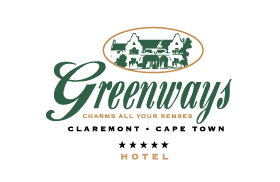 Greenways
CHARMS ALL YOUR SENSES
CLAREMONT • CAPE TOWN
★★★★★
HOTEL